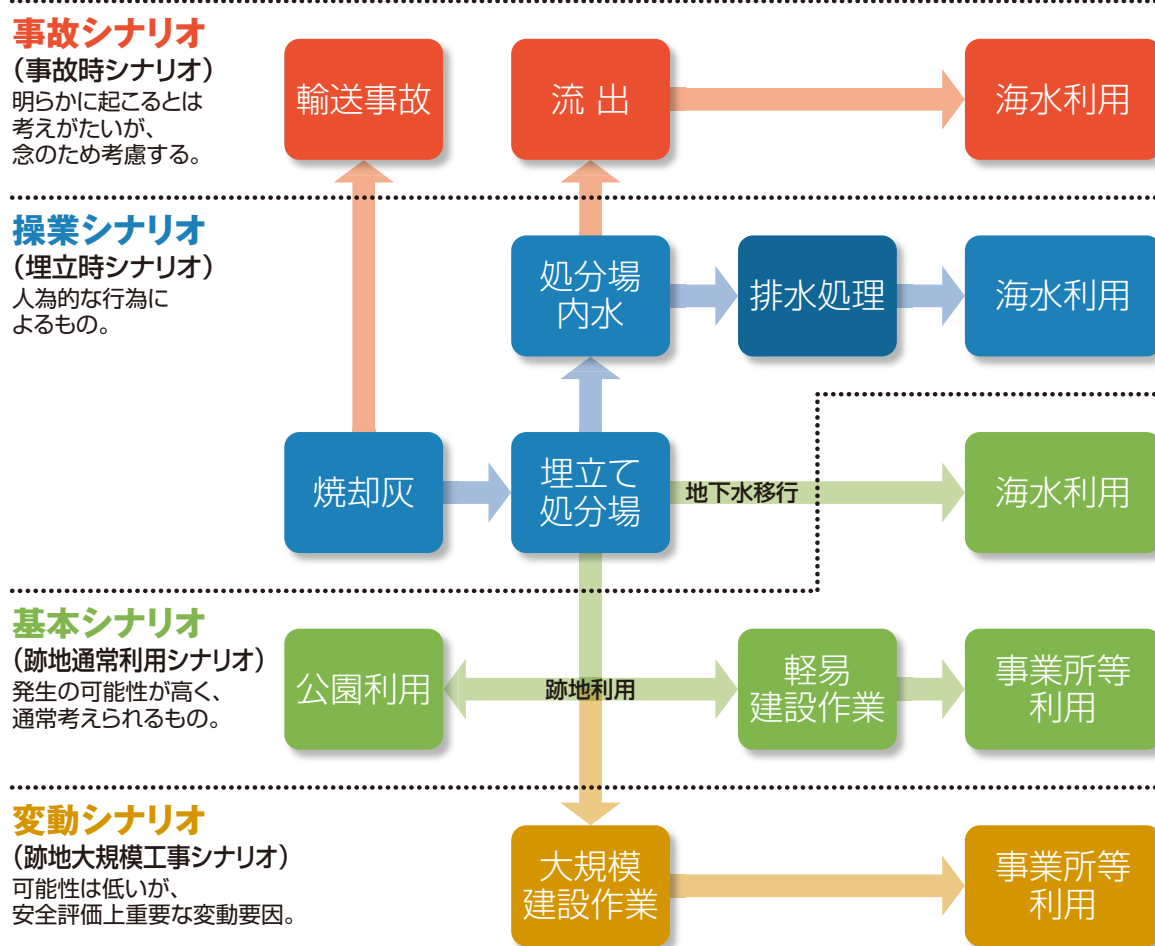 事故シナリオ
（事故時シナリオ）
明らかに起こるとは
考えがたいが、
念のため考慮する。
輸送事故
流 出
海水利用
操業シナリオ
（埋立時シナリオ）
人為的な行為に
よるもの。
処分場
内水
排水処理
海水利用
焼却灰
埋立て
処分場
地下水移行
海水利用
基本シナリオ
（跡地通常利用シナリオ）
発生の可能性が高く、
通常考えられるもの。
公園利用
跡地利用
軽易
建設作業
事業所等
利用
変動シナリオ
（跡地大規模工事シナリオ）
可能性は低いが、
安全評価上重要な変動要因。
大規模
建設作業
事業所等
利用